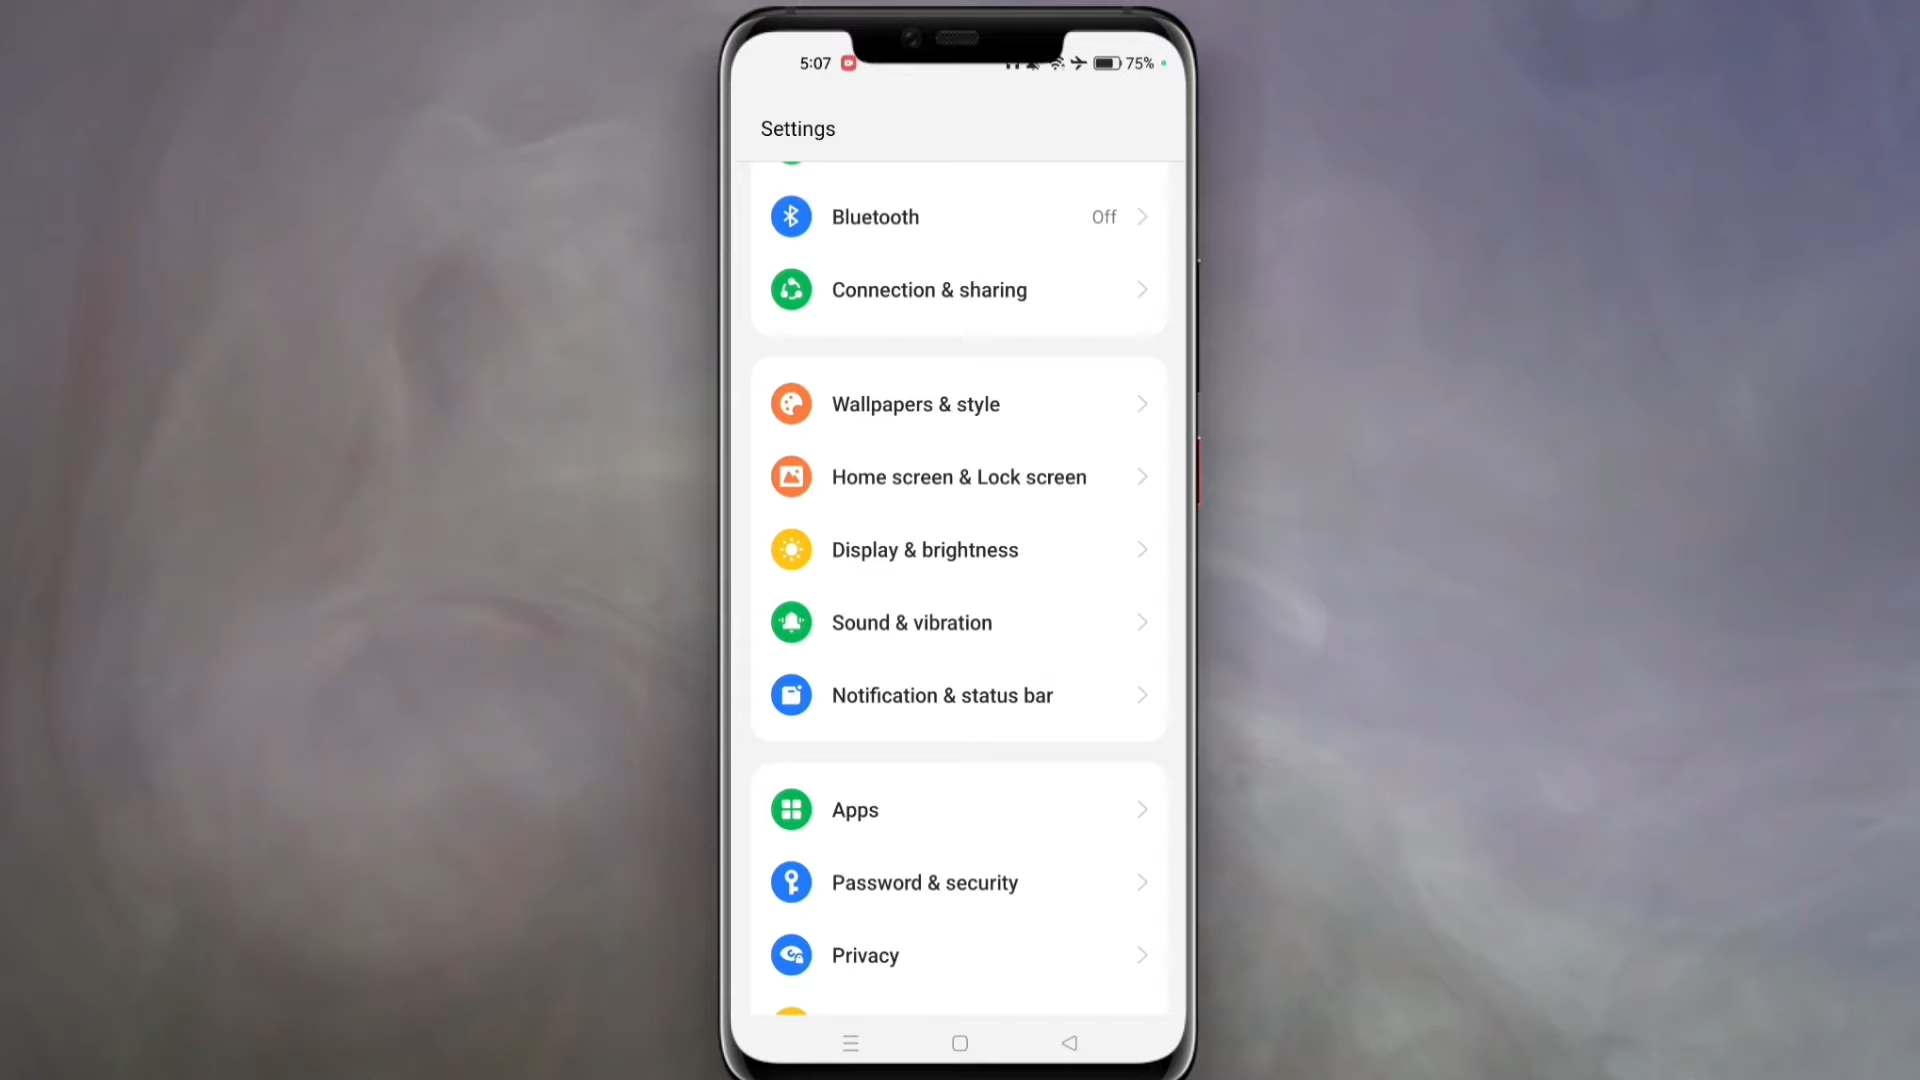 5:07
75%
Settings
Bluetooth
Off
Connection & sharing
Wallpapers & style
Home screen & Lock screen
Display & brightness
Sound & vibration
Notification & status bar
Apps
Password & security
Privacy